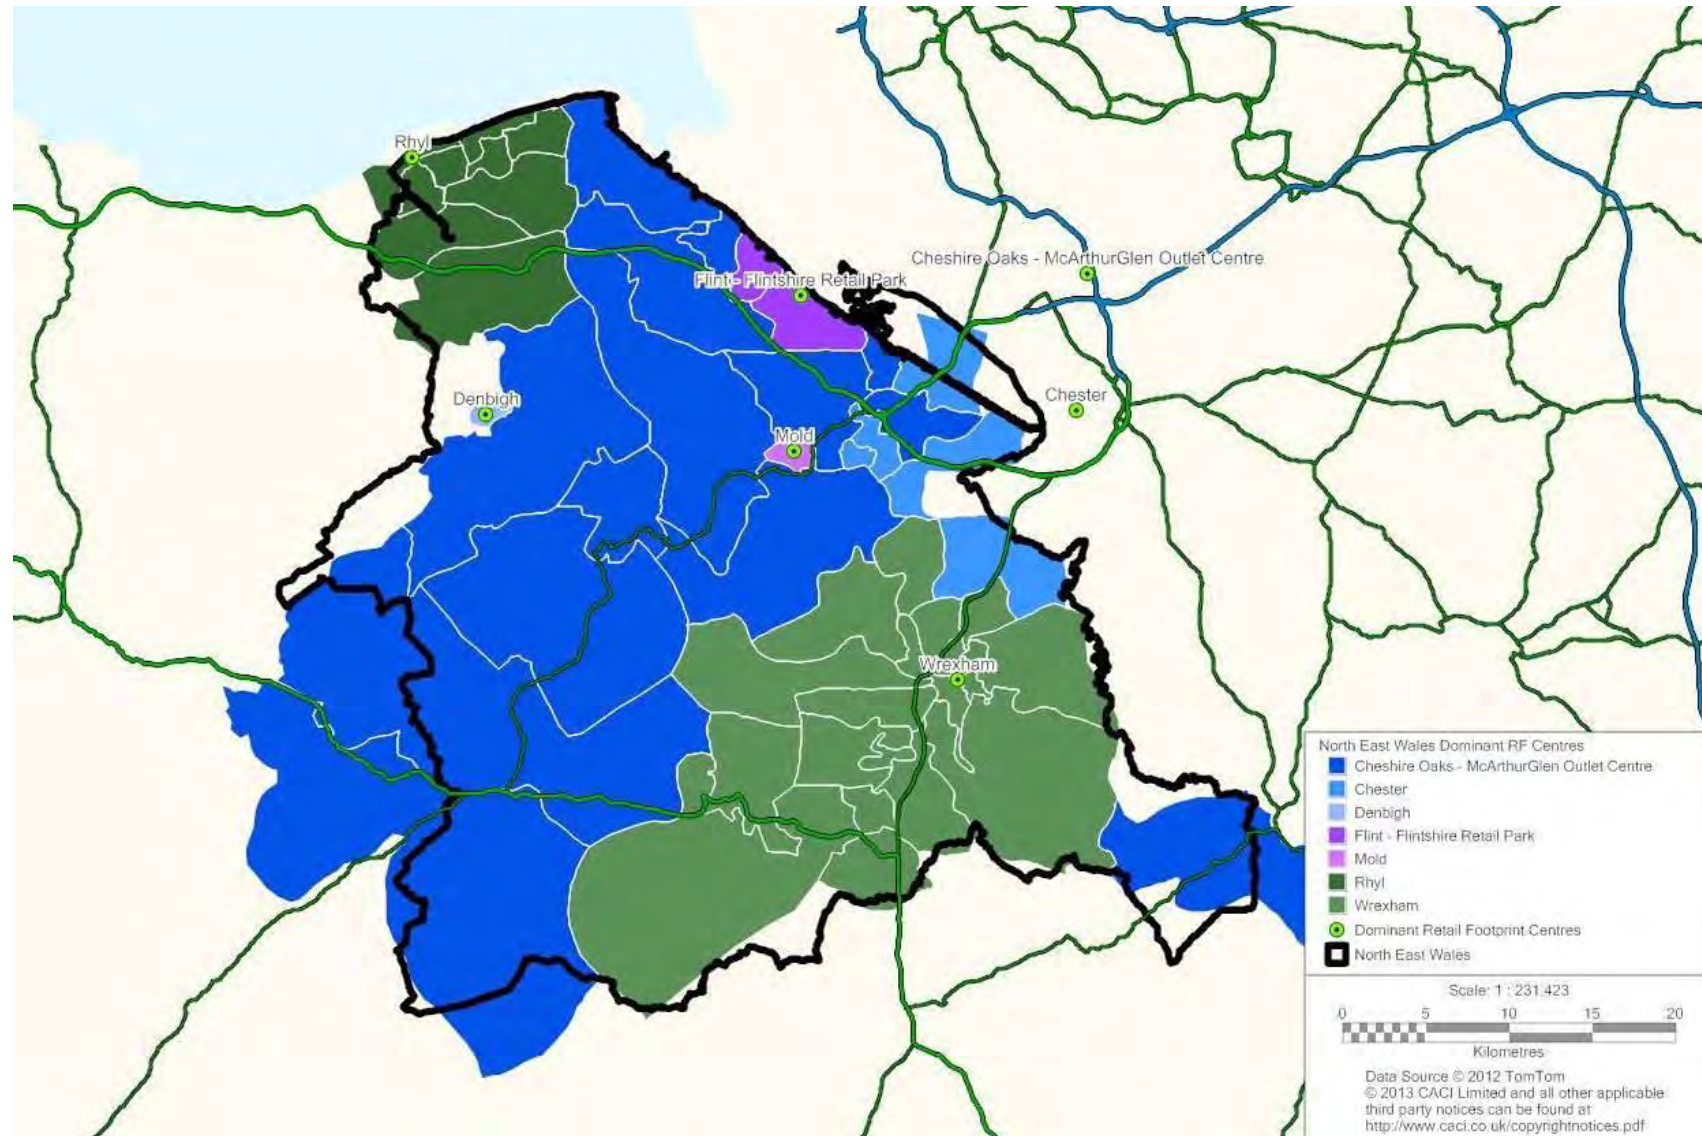 Rhyl
Cheshire Oaks - McArthurGlen Outlet Centre
Flint - Flintshire Retail Park
Denbigh
Chester
Mold
Wrexham
North East Wales Dominant RF Centres
Cheshire Oaks - McArthurGlen Outlet Centre
Chester
Denbigh
Flint - Flintshire Retail Park
Mold
Rhyl
Wrexham
Dominant Retail Footprint Centres
North East Wales
Scale: 1 : 231,423
0 5 10 15 20
Kilometres
Data Source © 2012 TomTom
© 2013 CACI Limited and all other applicable
third party notices can be found at
http://www.caci.co.uk/copyrightnotices.pdf